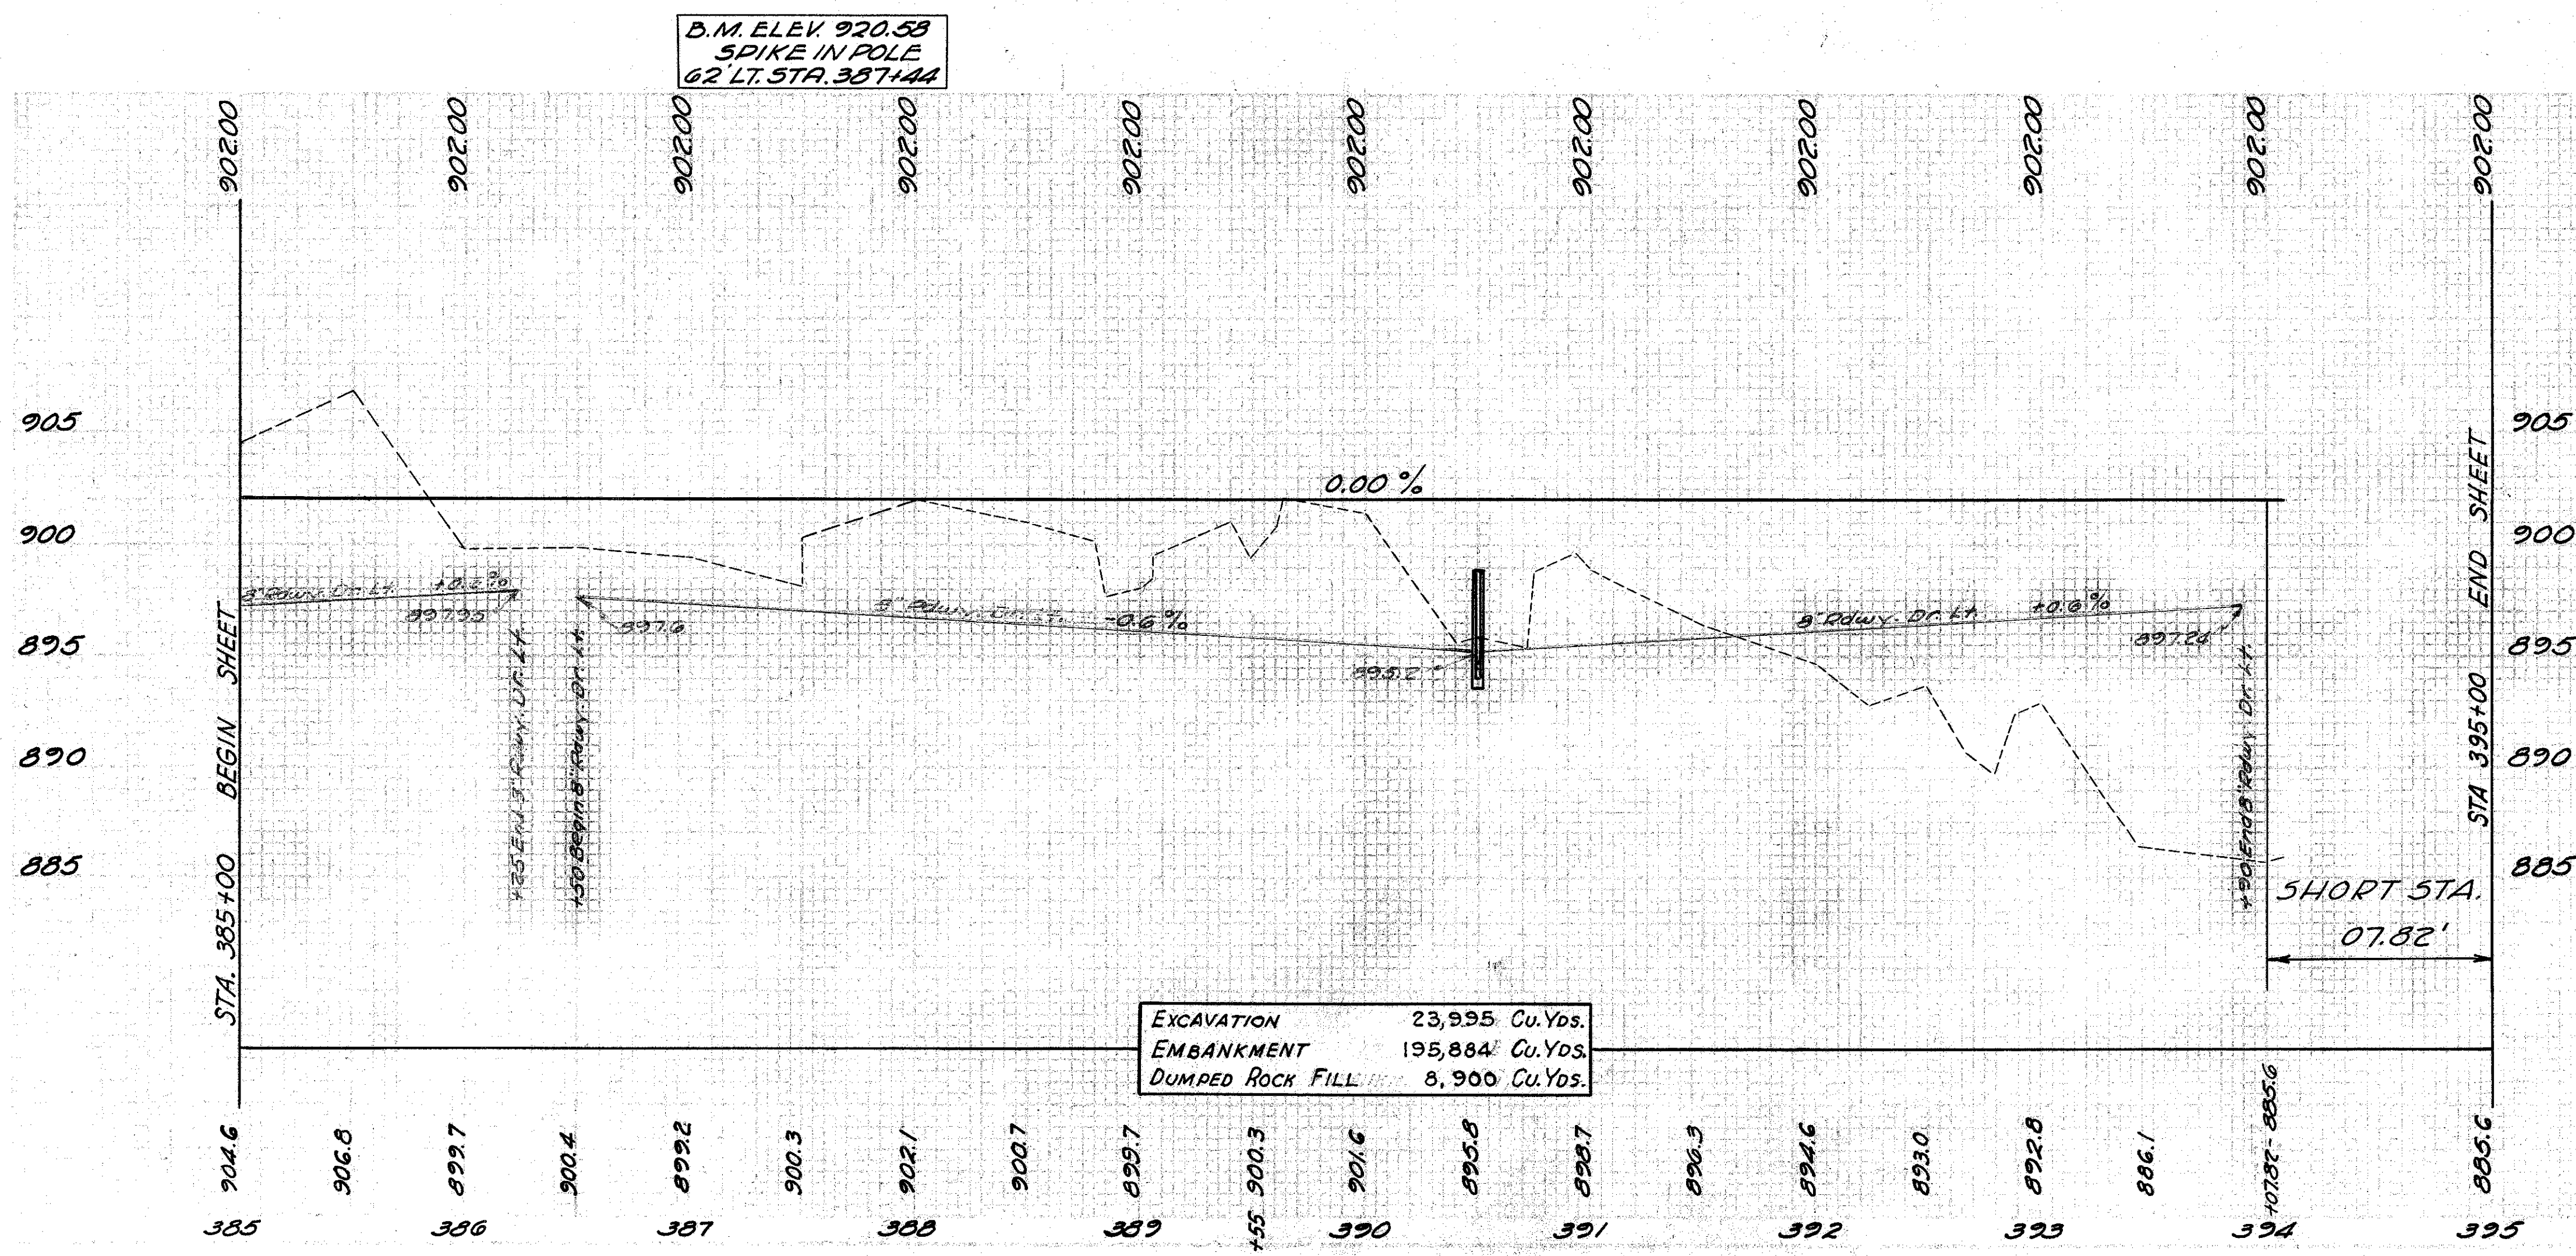 B.M. ELEV. 920.58
SPIKE IN POLE
62' LT. STA. 387+44
902.00 902.00 902.00 902.00 902.00 902.00 902.00 902.00 902.00 902.00 902.00
905 905
0.00 %
900 900
8" Rdwy. Dr. Lt.
897.95
897.6
8" Rdwy. Dr. Lt. -0.6 %
8" Rdwy. Dr. Lt. +0.6 %
897.24
895 895
895.2
890 890
885 885
STA. 385+00 BEGIN SHEET
+50 Begin 8" Rdwy. Dr. Lt.
+90 End 8" Rdwy. Dr. Lt.
STA 395+00 END SHEET
SHORT STA.
07.82'
EXCAVATION 23,995 CU. YDS.
EMBANKMENT 195,884 CU. YDS.
DUMPED ROCK FILL 8,900 CU. YDS.
904.6 906.8 899.7 900.4 899.2 900.3 902.1 900.7 899.7 +55 900.3 901.6 895.8 898.7 896.3 894.6 893.0 892.8 886.1 +07.82 - 885.6 885.6
385 386 387 388 389 390 391 392 393 394 395